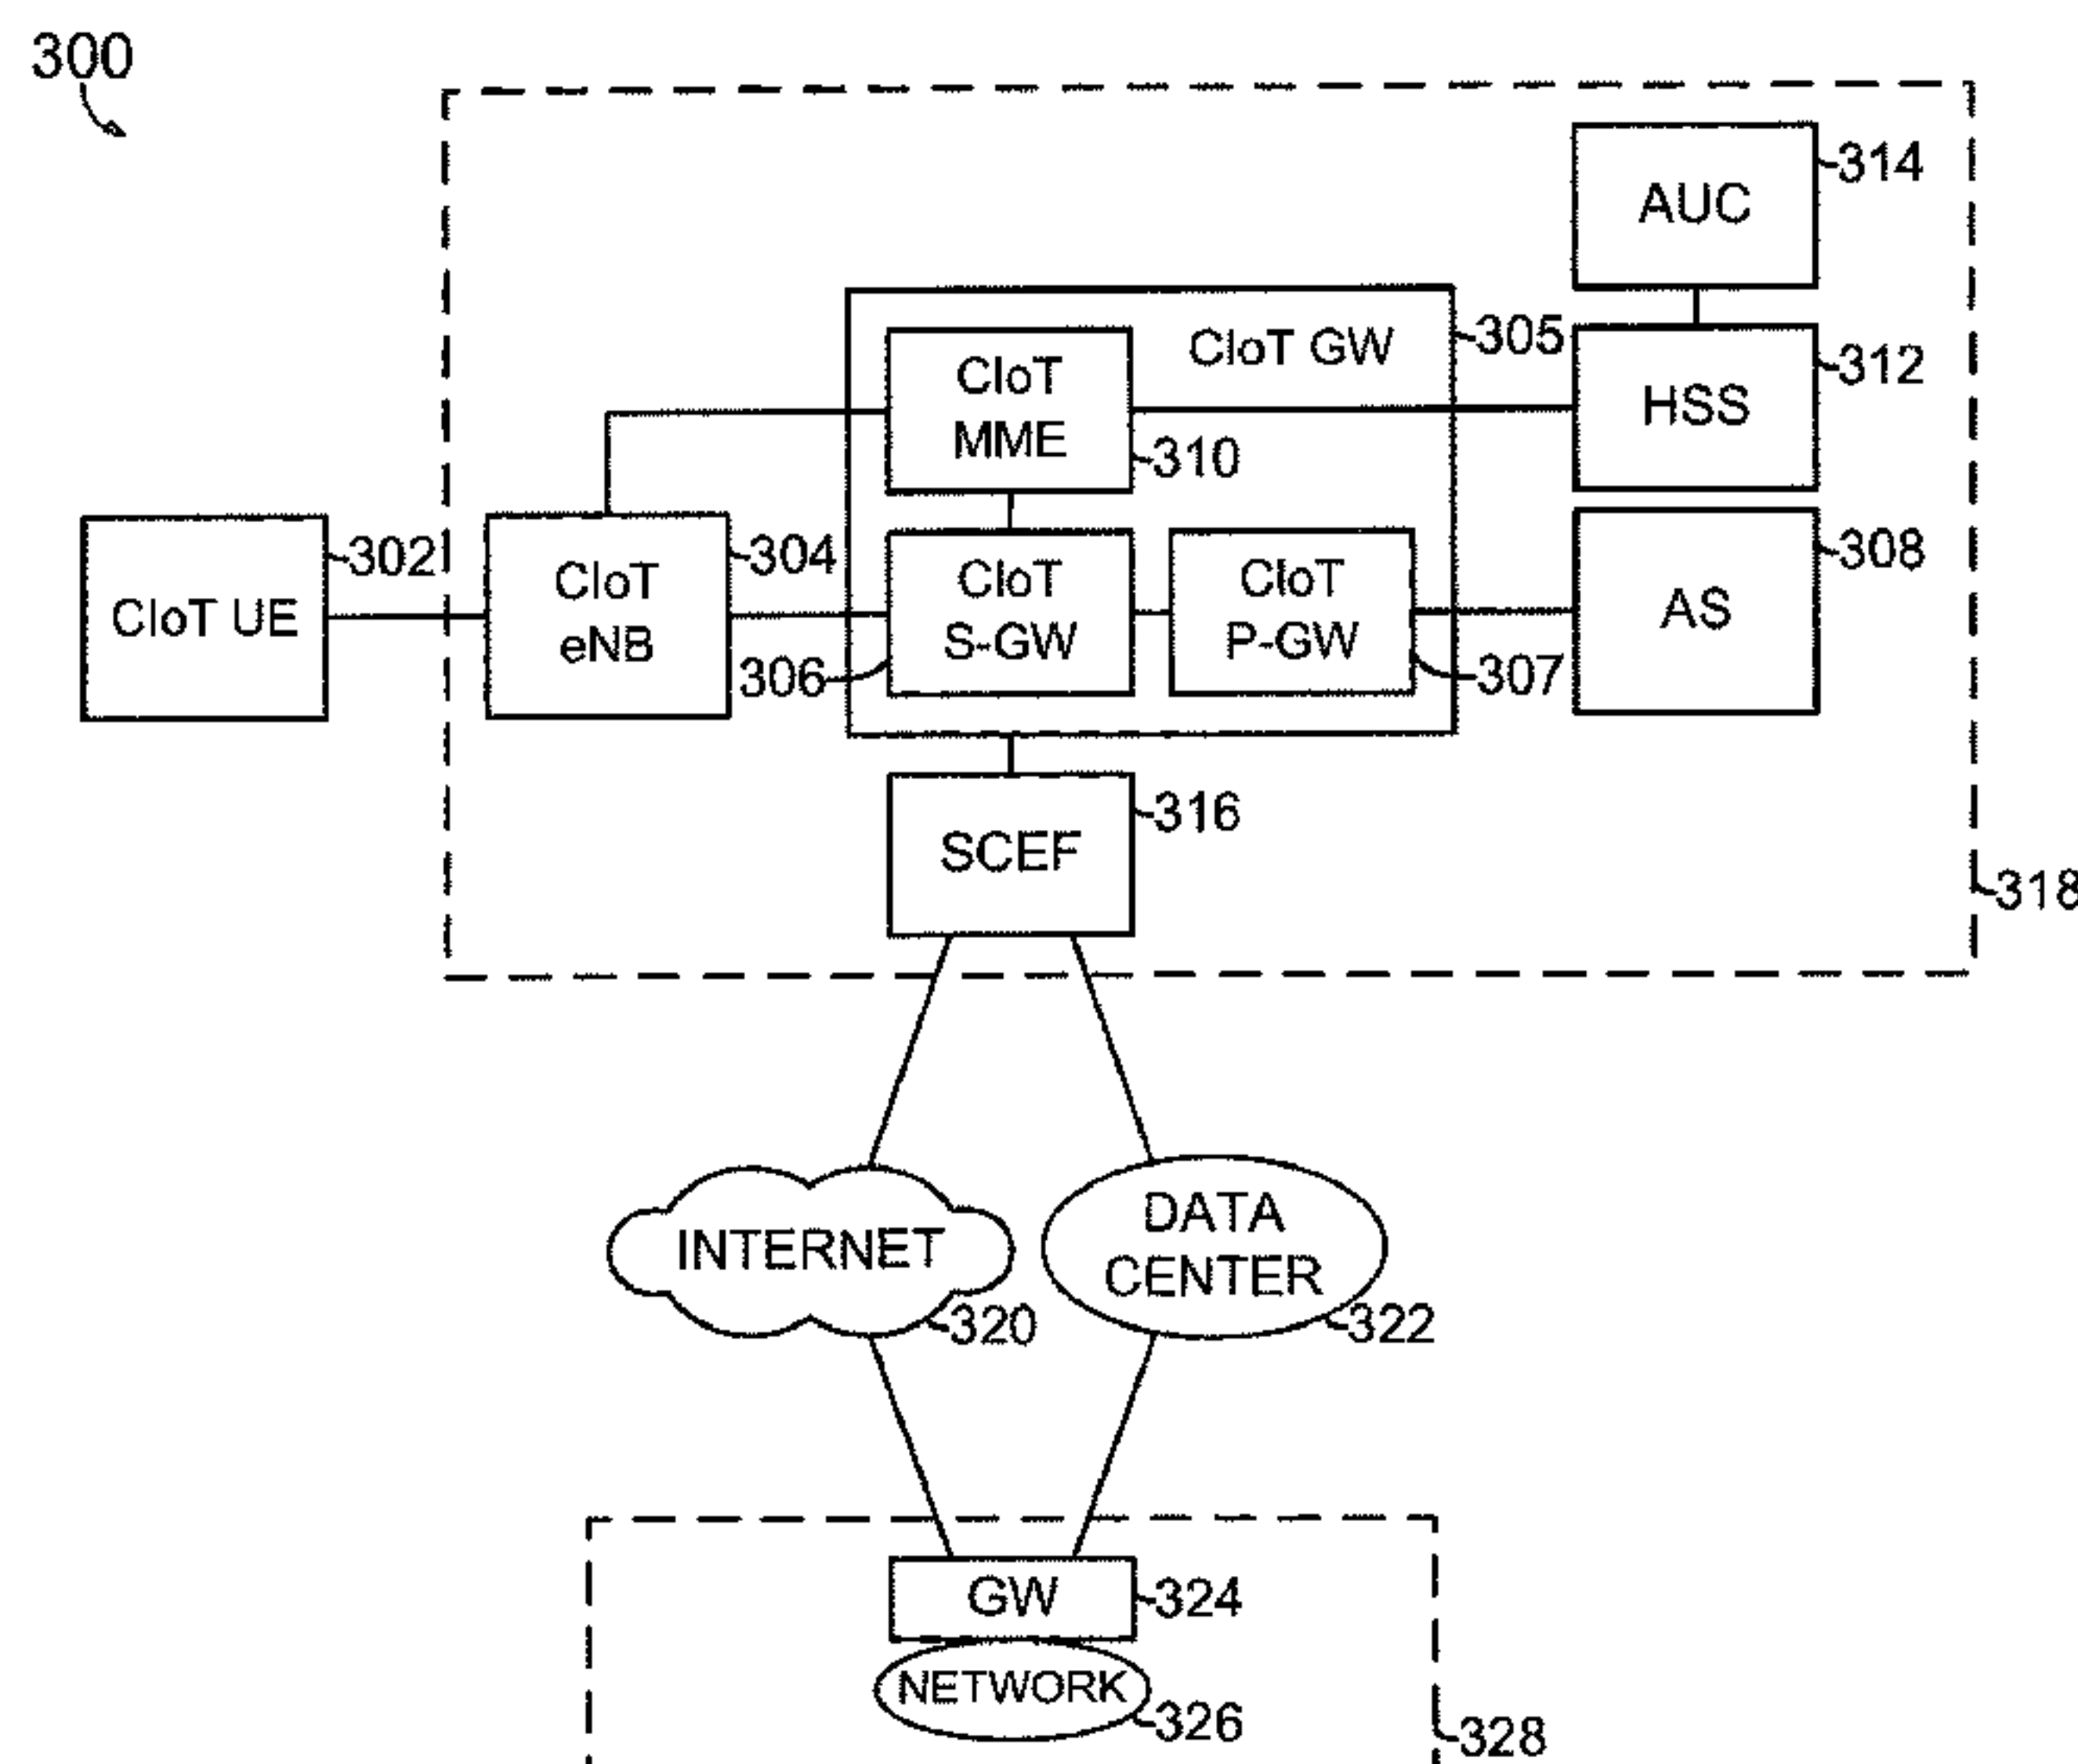 300
AUC
314
CIoT GW
305
CIoT
MME
310
HSS
312
CIoT UE
302
CIoT
eNB
304
CIoT
S-GW
306
CIoT
P-GW
307
AS
308
SCEF
316
318
INTERNET
320
DATA
CENTER
322
GW
324
NETWORK
326
328